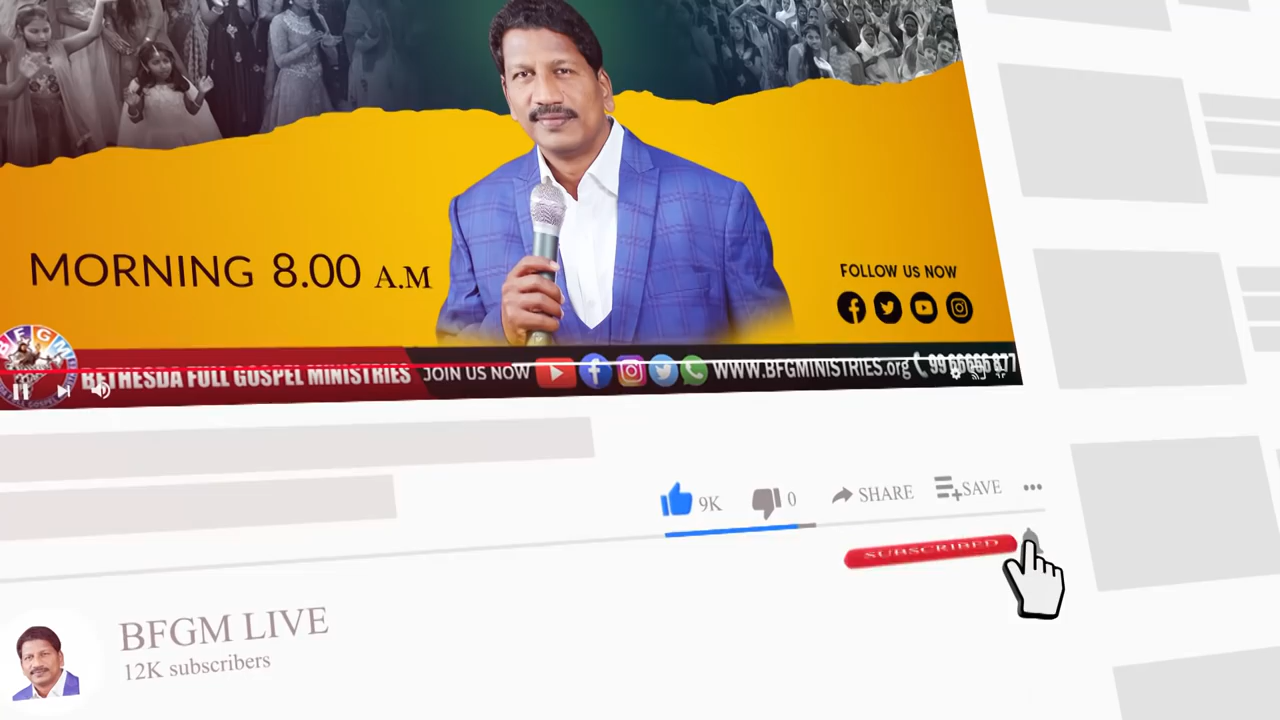 MORNING 8.00 A.M
FOLLOW US NOW
BFGM
BETHESDA FULL GOSPEL MINISTRIES
JOIN US NOW
WWW.BFGMINISTRIES.org
9K
0
SHARE
SAVE
SUBSCRIBED
BFGM LIVE
12K subscribers